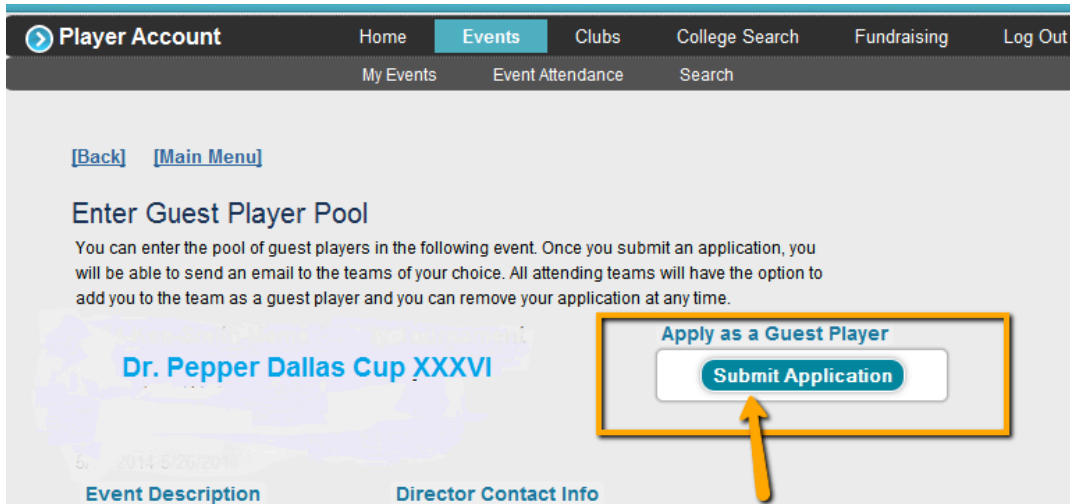 Player Account Home Events Clubs College Search Fundraising Log Out
My Events Event Attendance Search
[Back] [Main Menu]
Enter Guest Player Pool
You can enter the pool of guest players in the following event. Once you submit an application, you
will be able to send an email to the teams of your choice. All attending teams will have the option to
add you to the team as a guest player and you can remove your application at any time.
Apply as a Guest Player
Dr. Pepper Dallas Cup XXXVI
Submit Application
Event Description Director Contact Info